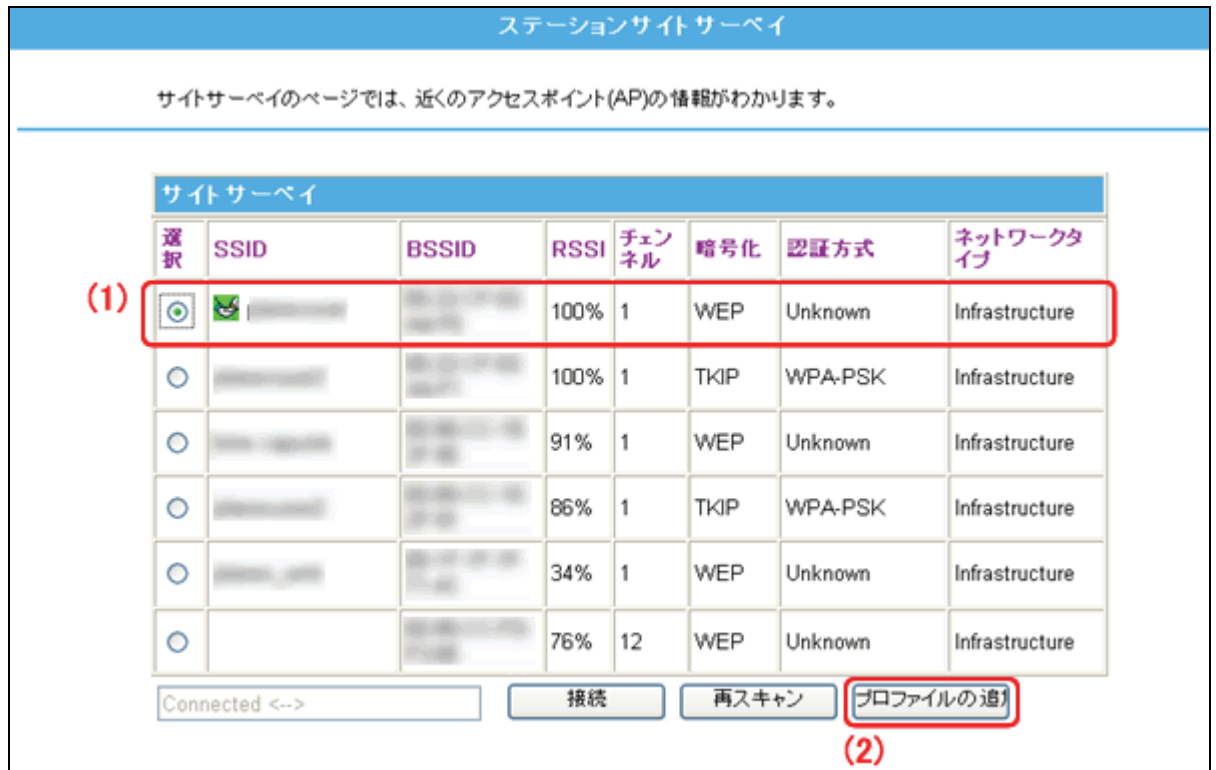 ステーションサイトサーベイ
サイトサーベイのページでは、近くのアクセスポイント(AP)の情報がわかります。
サイトサーベイ
選択 SSID BSSID RSSI チェンネル 暗号化 認証方式 ネットワークタイプ
(1)
100% 1 WEP Unknown Infrastructure
100% 1 TKIP WPA-PSK Infrastructure
91% 1 WEP Unknown Infrastructure
86% 1 TKIP WPA-PSK Infrastructure
34% 1 WEP Unknown Infrastructure
76% 12 WEP Unknown Infrastructure
Connected <--> 接続 再スキャン プロファイルの追
(2)